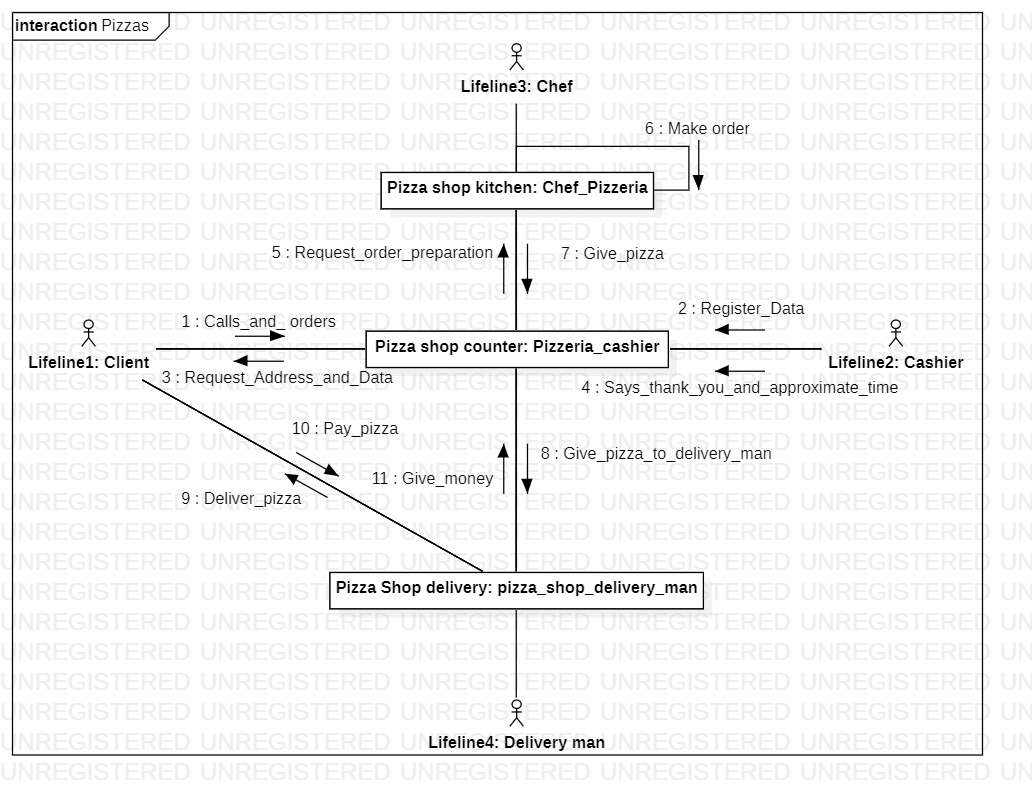 interaction Pizzas
Lifeline3: Chef
6 : Make order
Pizza shop kitchen: Chef_Pizzeria
5 : Request_order_preparation
7 : Give_pizza
2 : Register_Data
1 : Calls_and_ orders
Pizza shop counter: Pizzeria_cashier
Lifeline1: Client
Lifeline2: Cashier
3 : Request_Address_and_Data
4 : Says_thank_you_and_approximate_time
10 : Pay_pizza
8 : Give_pizza_to_delivery_man
11 : Give_money
9 : Deliver_pizza
Pizza Shop delivery: pizza_shop_delivery_man
Lifeline4: Delivery man
UNREGISTERED UNREGISTERED UNREGISTERED UNREGISTERED UNREGISTERED